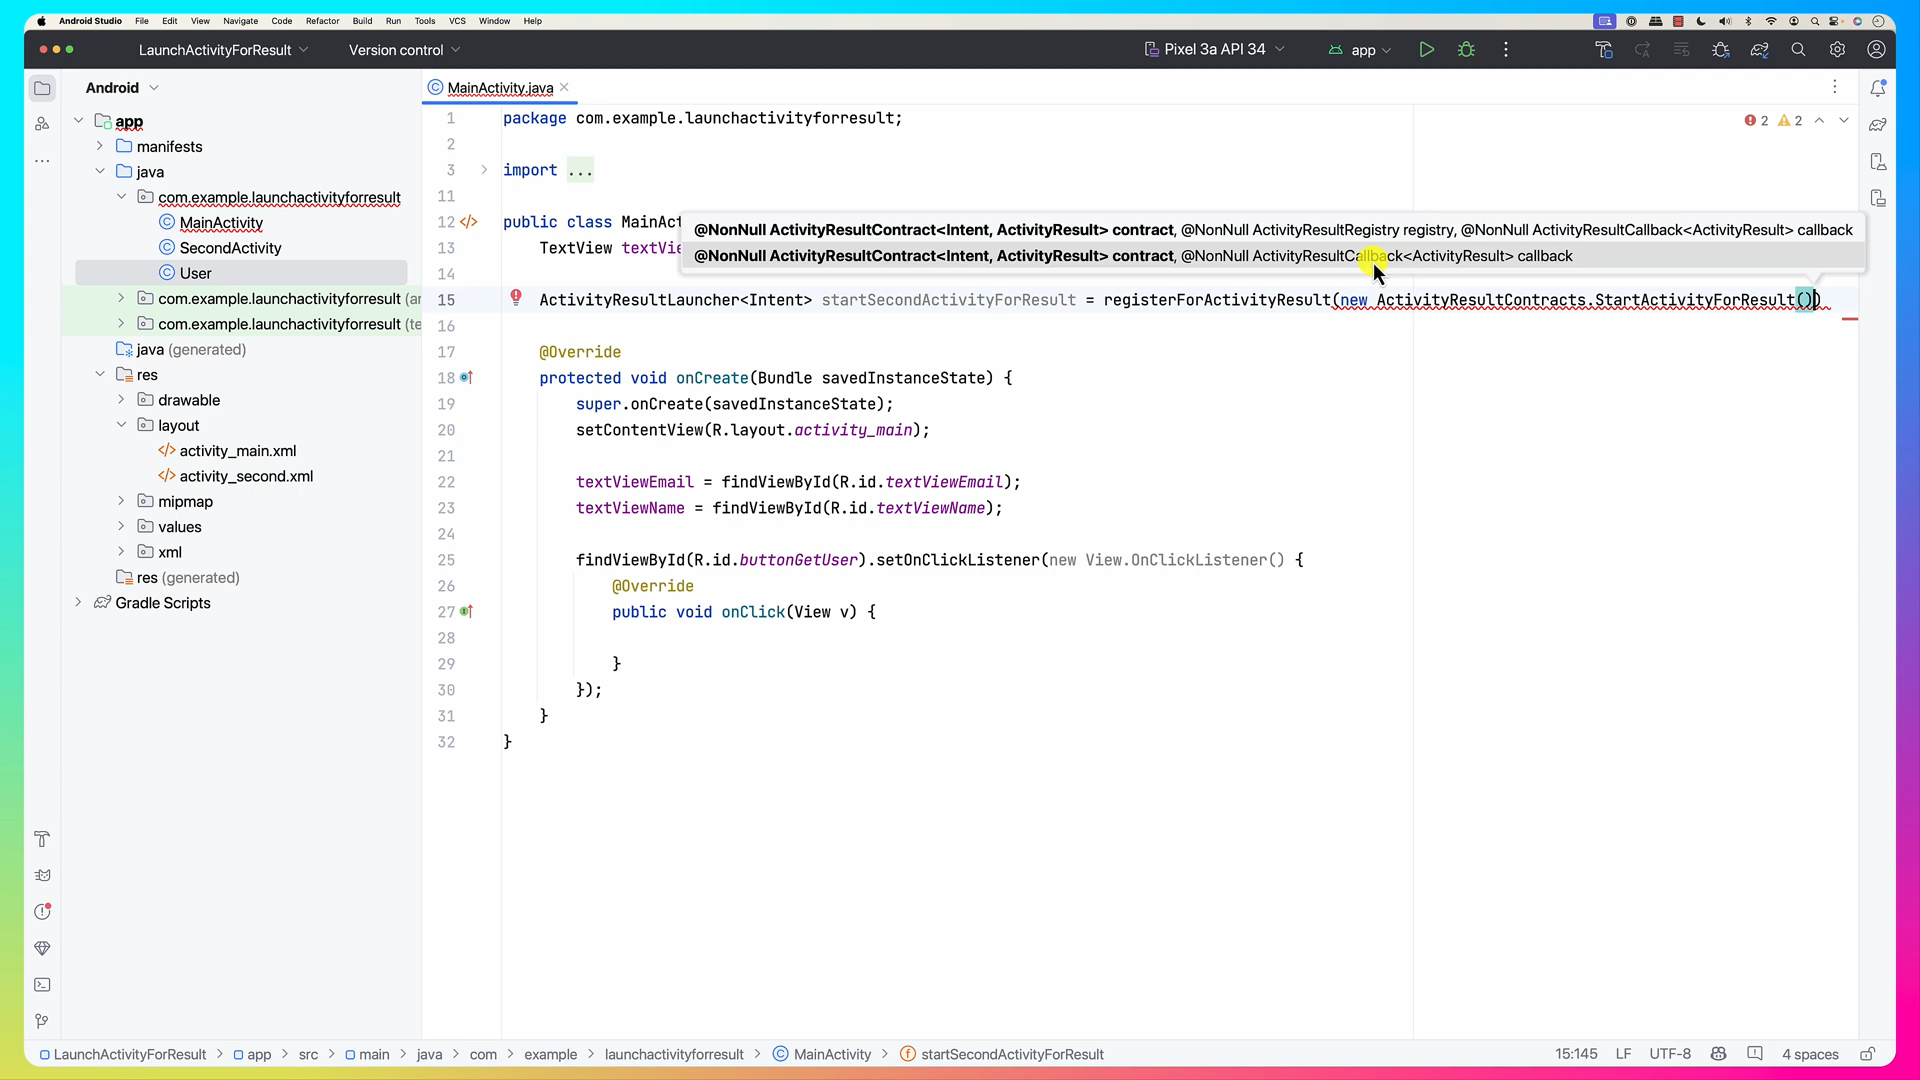 Android Studio File Edit View Navigate Code Refactor Build Run Tools VCS Window Help
LaunchActivityForResult Version control Pixel 3a API 34 app
Android
app
manifests
java
com.example.launchactivityforresult
MainActivity
SecondActivity
User
com.example.launchactivityforresult (ar
com.example.launchactivityforresult (te
java (generated)
res
drawable
layout
activity_main.xml
activity_second.xml
mipmap
values
xml
res (generated)
Gradle Scripts
MainActivity.java
2 2
1 package com.example.launchactivityforresult;
2
3 import ...
11
12 public class MainAct
@NonNull ActivityResultContract<Intent, ActivityResult> contract, @NonNull ActivityResultRegistry registry, @NonNull ActivityResultCallback<ActivityResult> callback
13 TextView textVie
@NonNull ActivityResultContract<Intent, ActivityResult> contract, @NonNull ActivityResultCallback<ActivityResult> callback
14
15 ActivityResultLauncher<Intent> startSecondActivityForResult = registerForActivityResult(new ActivityResultContracts.StartActivityForResult())
16
17 @Override
18 protected void onCreate(Bundle savedInstanceState) {
19 super.onCreate(savedInstanceState);
20 setContentView(R.layout.activity_main);
21
22 textViewEmail = findViewById(R.id.textViewEmail);
23 textViewName = findViewById(R.id.textViewName);
24
25 findViewById(R.id.buttonGetUser).setOnClickListener(new View.OnClickListener() {
26 @Override
27 public void onClick(View v) {
28
29 }
30 });
31 }
32 }
LaunchActivityForResult > app > src > main > java > com > example > launchactivityforresult > MainActivity > startSecondActivityForResult 15:145 LF UTF-8 4 spaces